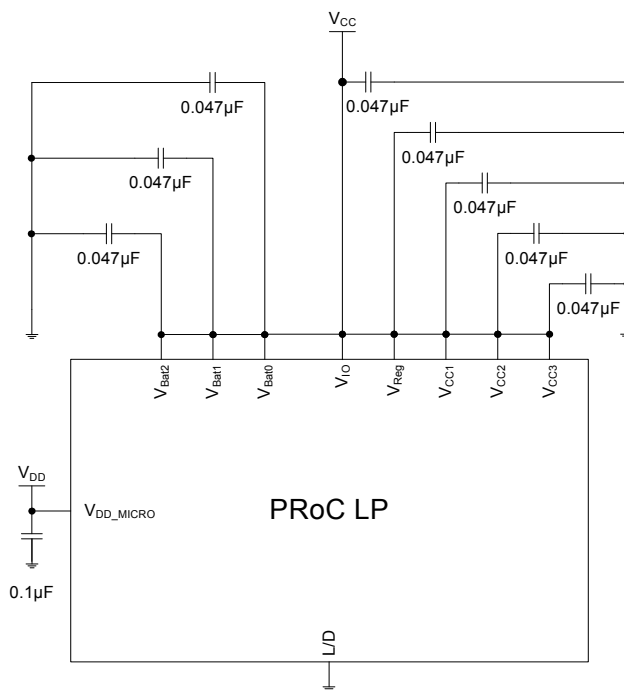 VCC
0.047µF
0.047µF
0.047µF
0.047µF
0.047µF
0.047µF
0.047µF
0.047µF
VBat2
VBat1
VBat0
VIO
VReg
VCC1
VCC2
VCC3
VDD
VDD_MICRO
PRoC LP
0.1µF
L/D